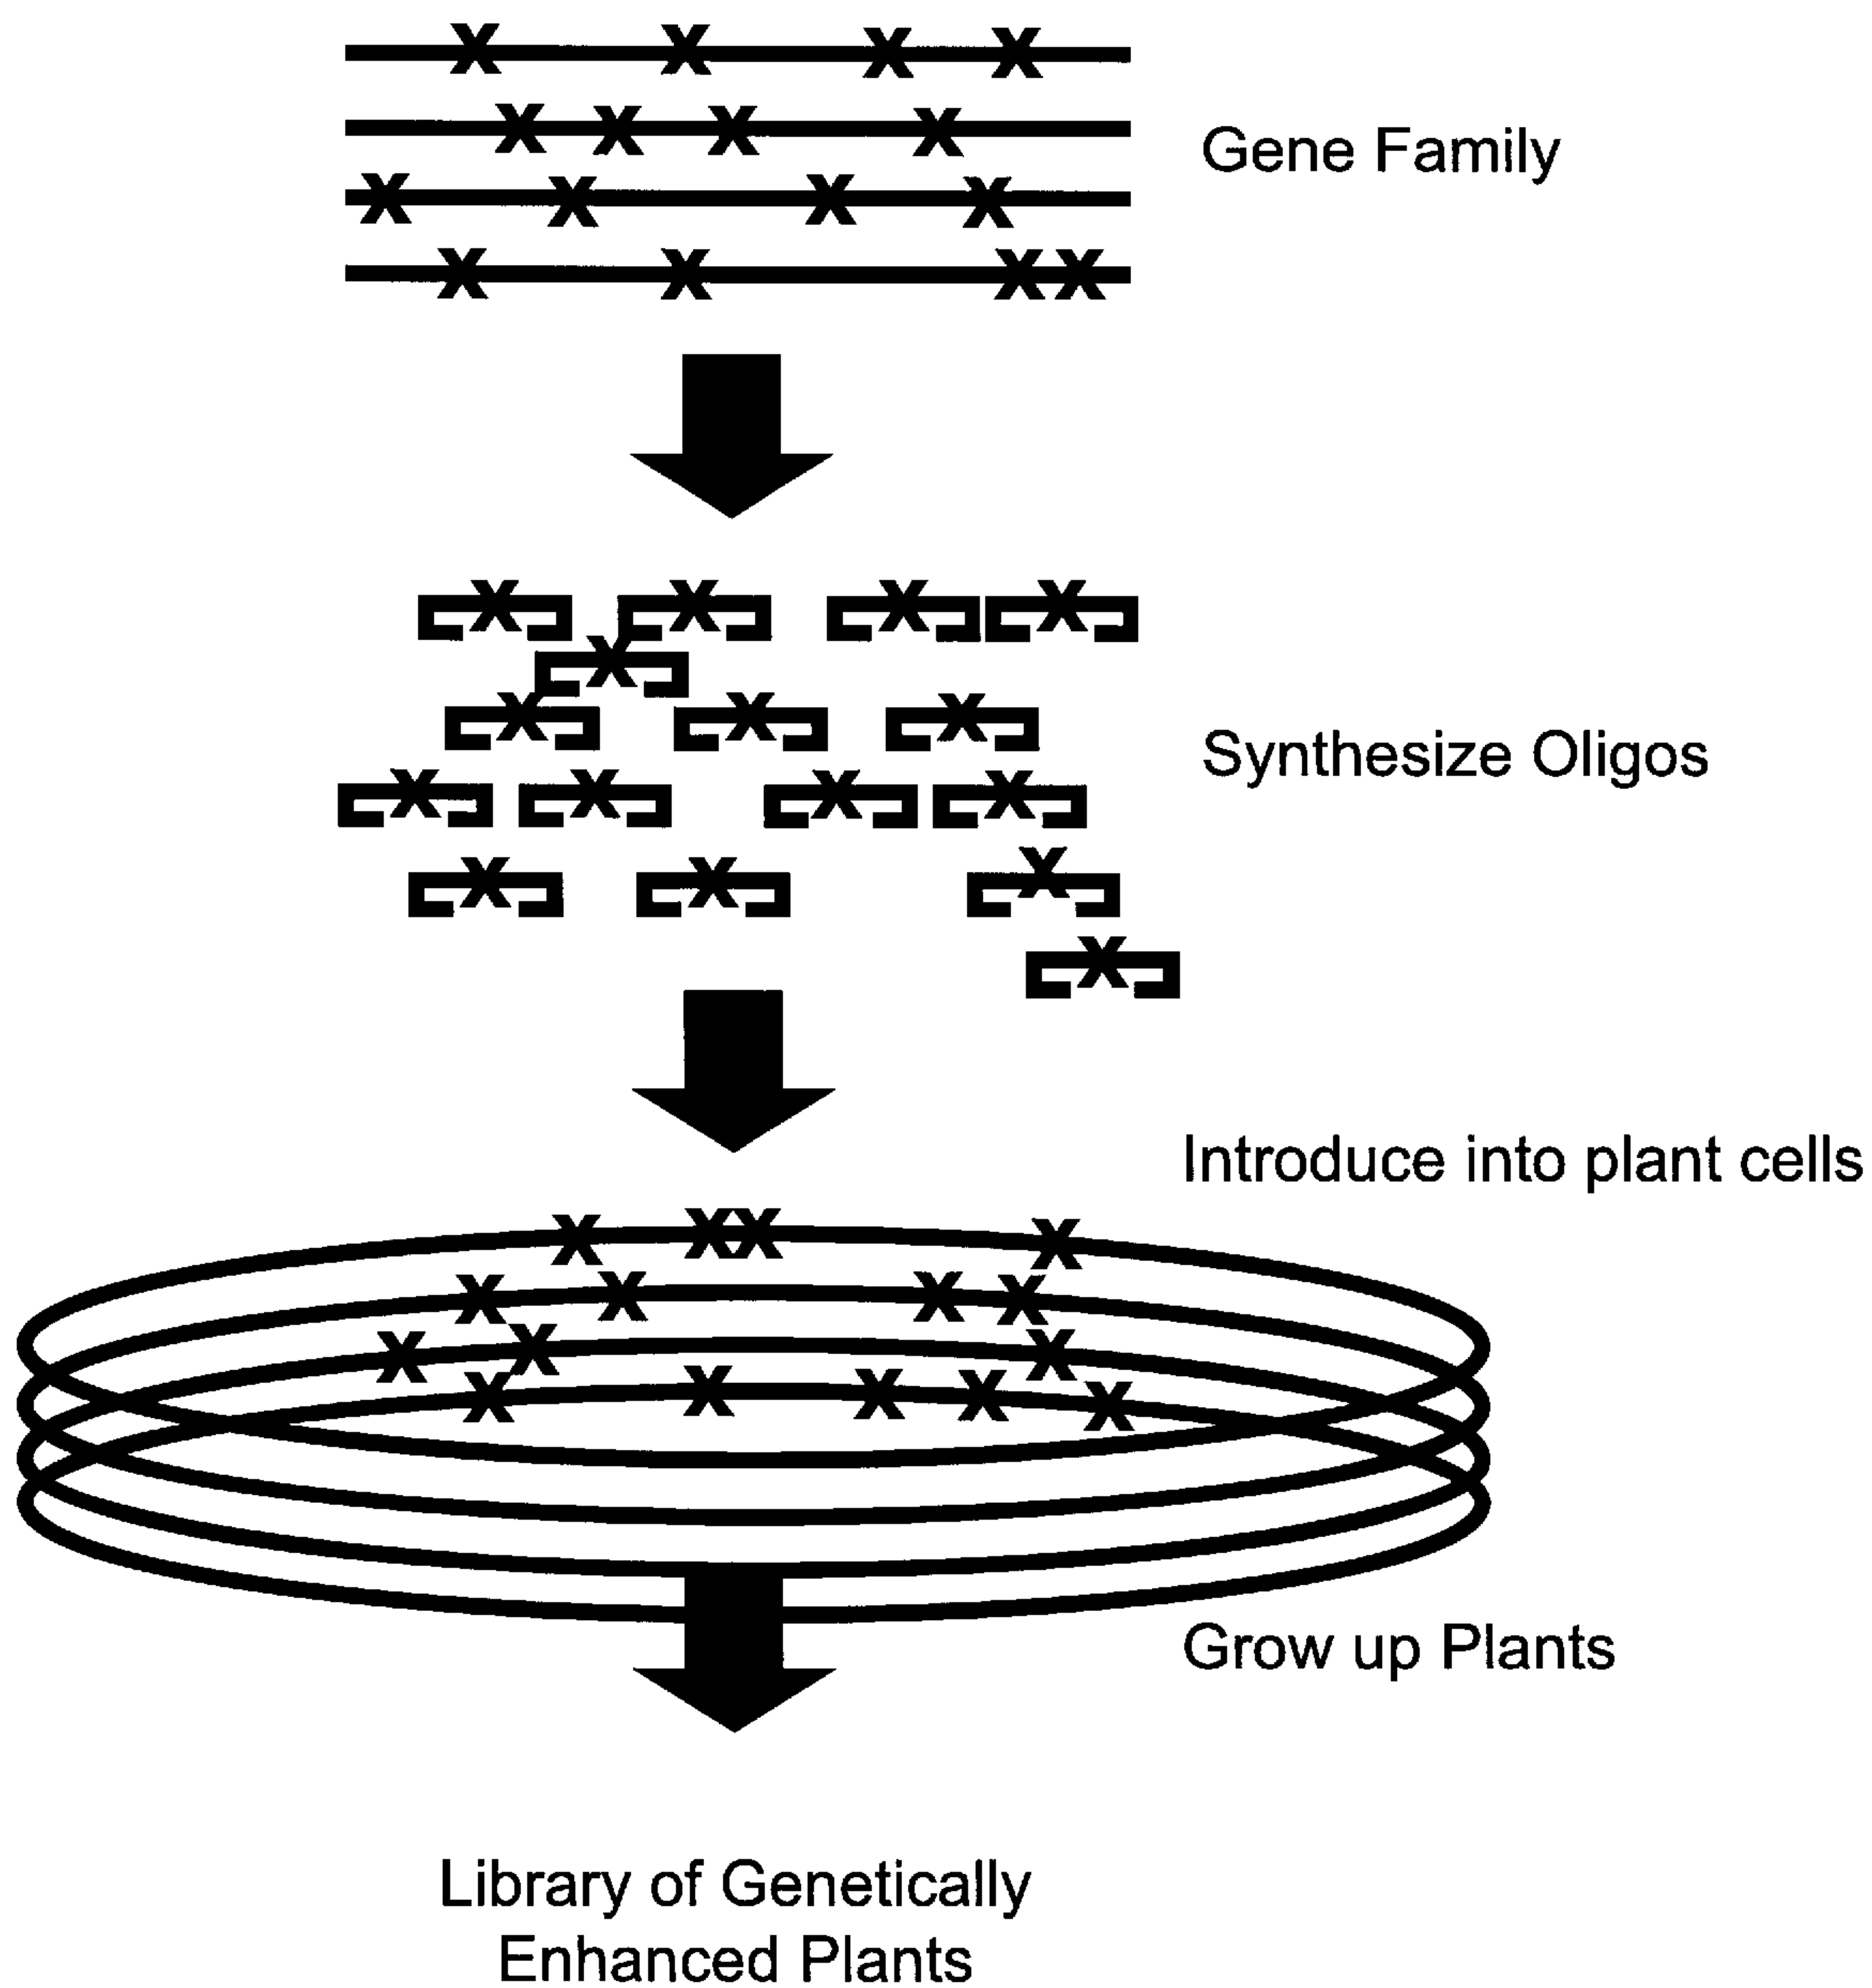 Gene Family
Synthesize Oligos
Introduce into plant cells
Grow up Plants
Library of Genetically
Enhanced Plants